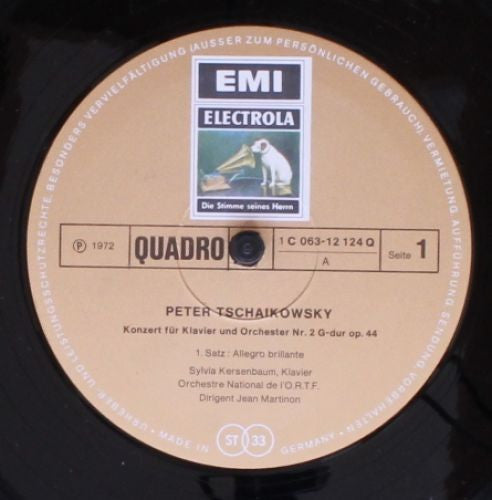 URHEBER- UND LEISTUNGSSCHUTZRECHTE, BESONDERS VERVIELFÄLTIGUNG (AUSSER ZUM PERSÖNLICHEN GEBRAUCH), VERMIETUNG, AUFFÜHRUNG, SENDUNG, VORBEHALTEN
EMI
ELECTROLA
Die Stimme seines Herrn
Ⓟ 1972
QUADRO
1 C 063-12 124 Q
A
Seite 1
PETER TSCHAIKOWSKY
Konzert für Klavier und Orchester Nr. 2 G-dur op. 44
1. Satz: Allegro brillante
Sylvia Kersenbaum, Klavier
Orchestre National de l'O.R.T.F.
Dirigent Jean Martinon
• MADE IN ST 33 GERMANY •